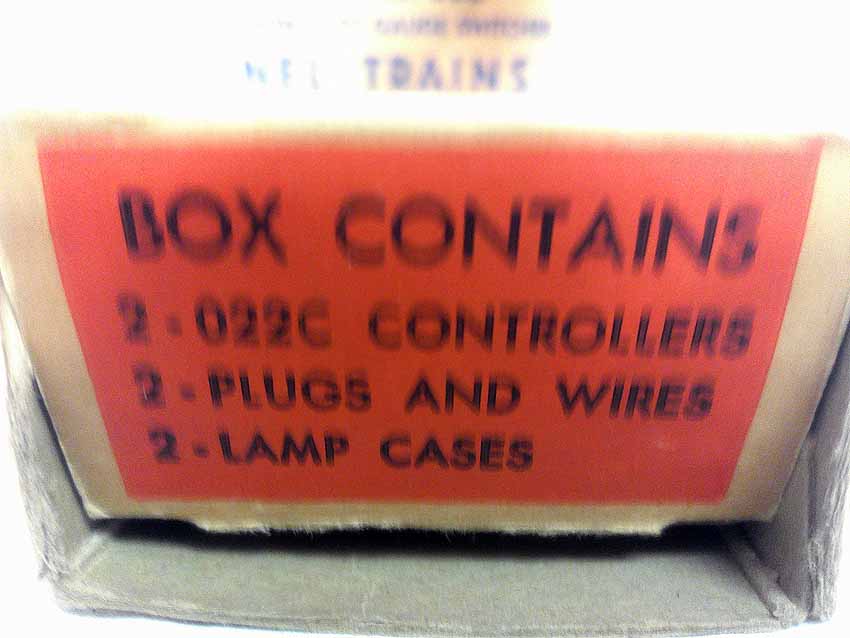 TRAINS
BOX CONTAINS
2 - 022C CONTROLLERS
2 - PLUGS AND WIRES
2 - LAMP CASES